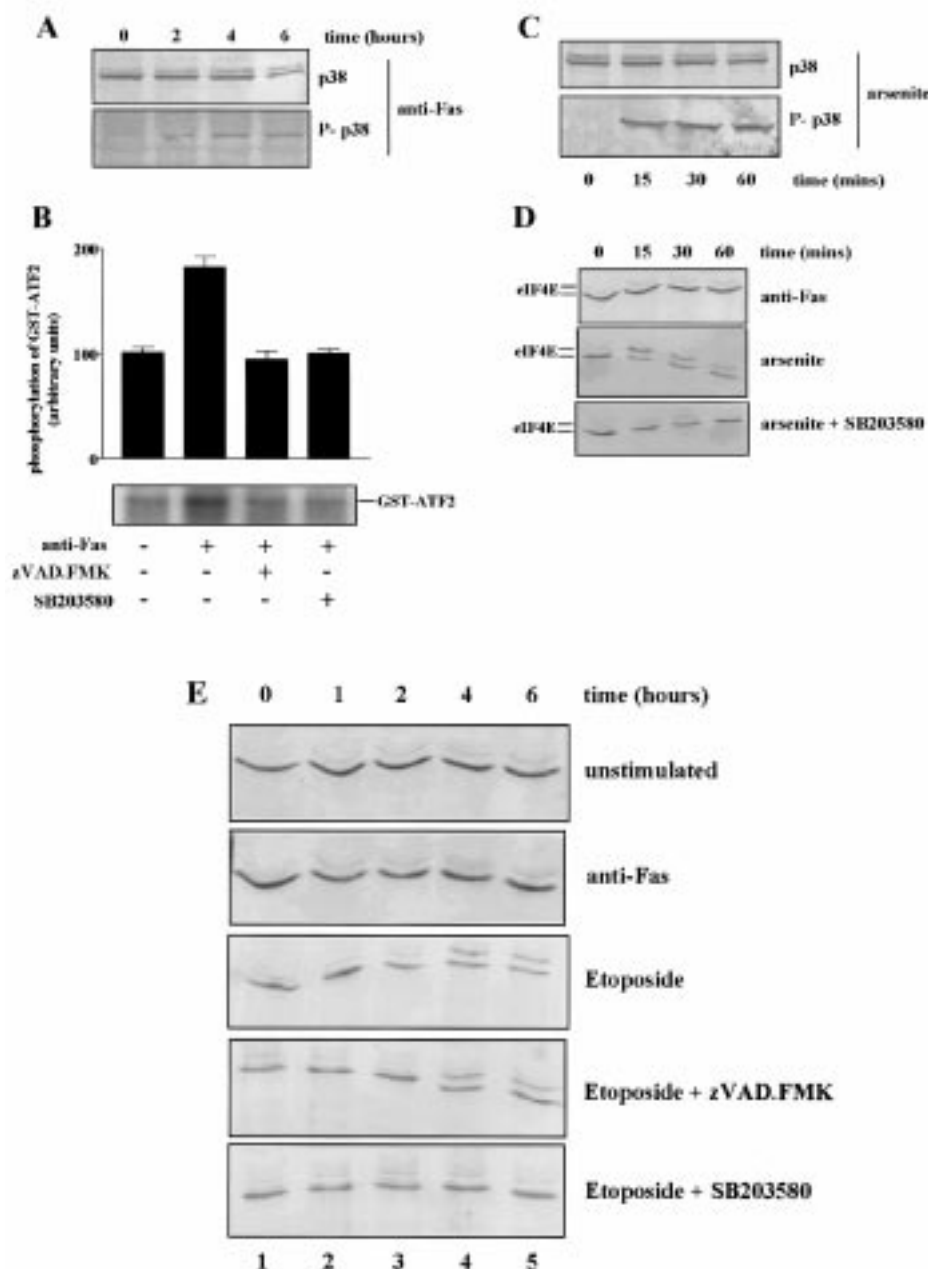 A
0 2 4 6 time (hours)
p38
anti-Fas
P- p38
C
p38
arsenite
P- p38
0 15 30 60 time (mins)
B
200
100
0
phosphorylation of GST-ATF2
(arbitrary units)
GST-ATF2
anti-Fas - + + +
zVAD.FMK - - + -
SB203580 - - - +
D
0 15 30 60 time (mins)
eIF4E anti-Fas
eIF4E arsenite
eIF4E arsenite + SB203580
E
0 1 2 4 6 time (hours)
unstimulated
anti-Fas
Etoposide
Etoposide + zVAD.FMK
Etoposide + SB203580
1 2 3 4 5